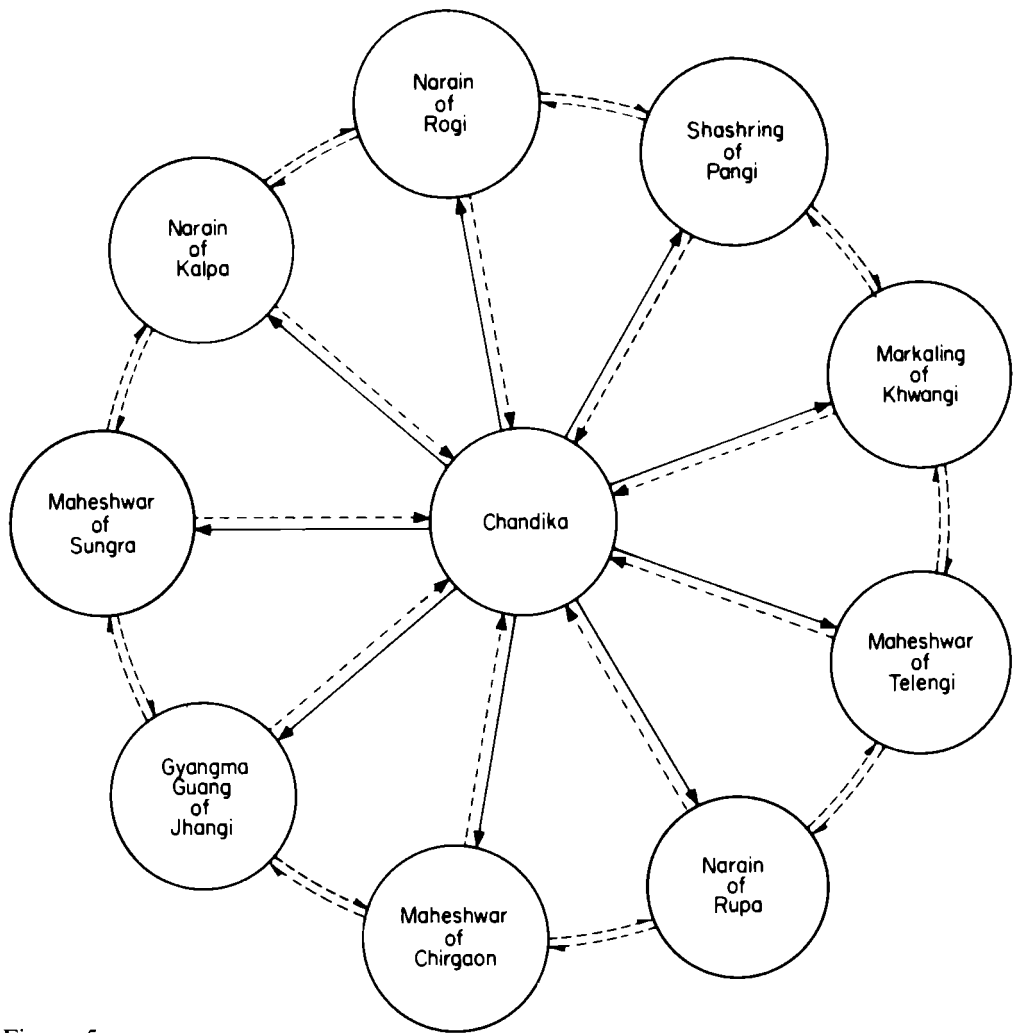 Narain
of
Rogi
Shashring
of
Pangi
Narain
of
Kalpa
Markaling
of
Khwangi
Maheshwar
of
Sungra
Chandika
Maheshwar
of
Telengi
Gyangma
Guang
of
Jhangi
Narain
of
Rupa
Maheshwar
of
Chirgaon
Figure 5